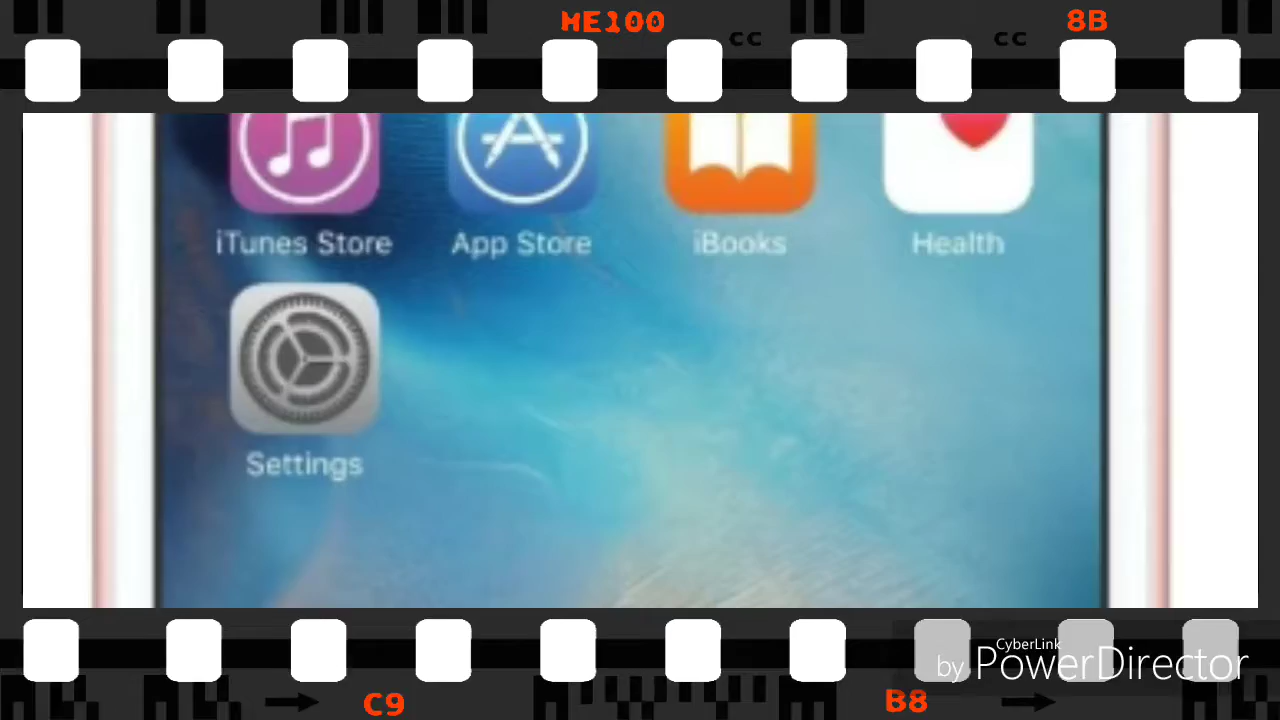 ME100
8B
cc
cc
iTunes Store
App Store
iBooks
Health
Settings
CyberLink
by PowerDirector
C9
B8